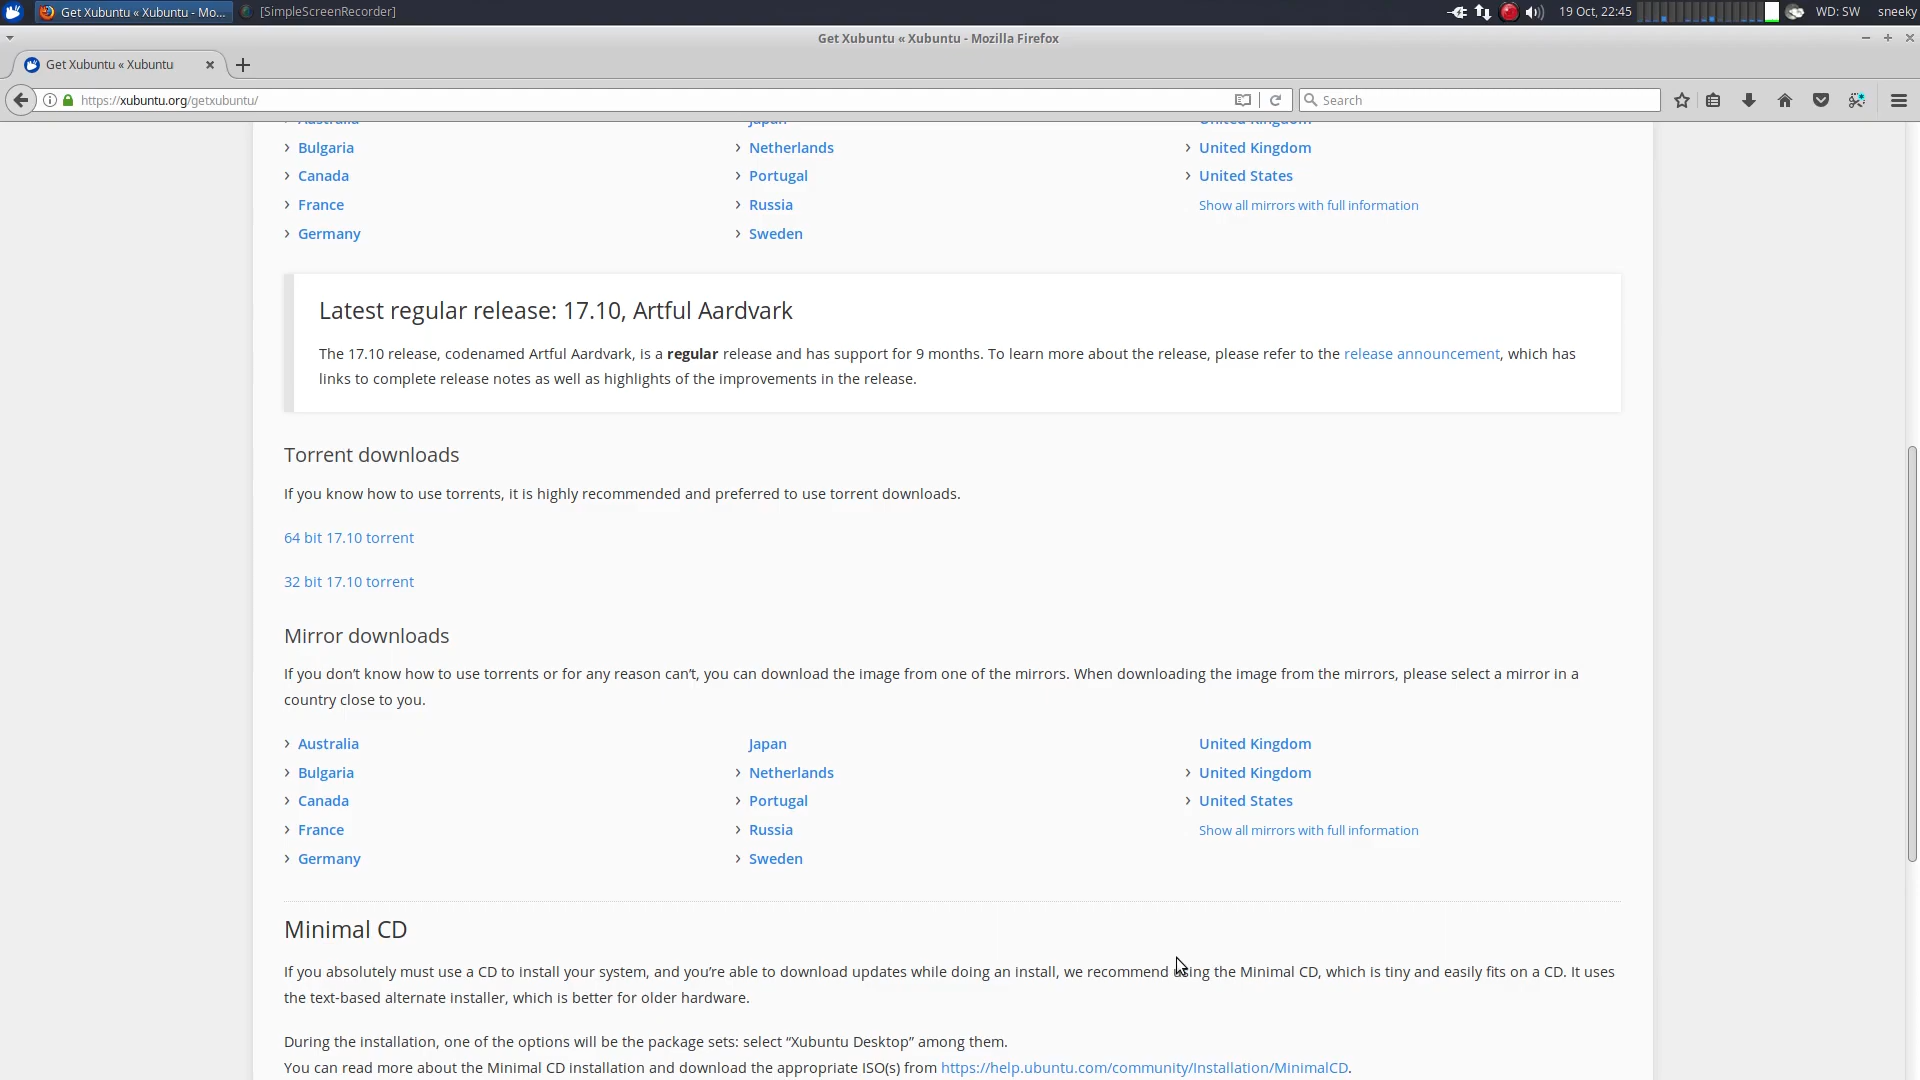 Get Xubuntu « Xubuntu - Mo... [SimpleScreenRecorder] 19 Oct, 22:45 WD: SW sneeky
Get Xubuntu « Xubuntu - Mozilla Firefox
Get Xubuntu « Xubuntu
https://xubuntu.org/getxubuntu/ Search
Australia Japan United Kingdom
› Bulgaria › Netherlands › United Kingdom
› Canada › Portugal › United States
› France › Russia Show all mirrors with full information
› Germany › Sweden
Latest regular release: 17.10, Artful Aardvark
The 17.10 release, codenamed Artful Aardvark, is a regular release and has support for 9 months. To learn more about the release, please refer to the release announcement, which has
links to complete release notes as well as highlights of the improvements in the release.
Torrent downloads
If you know how to use torrents, it is highly recommended and preferred to use torrent downloads.
64 bit 17.10 torrent
32 bit 17.10 torrent
Mirror downloads
If you don’t know how to use torrents or for any reason can’t, you can download the image from one of the mirrors. When downloading the image from the mirrors, please select a mirror in a
country close to you.
› Australia Japan United Kingdom
› Bulgaria › Netherlands › United Kingdom
› Canada › Portugal › United States
› France › Russia Show all mirrors with full information
› Germany › Sweden
Minimal CD
If you absolutely must use a CD to install your system, and you’re able to download updates while doing an install, we recommend using the Minimal CD, which is tiny and easily fits on a CD. It uses
the text-based alternate installer, which is better for older hardware.
During the installation, one of the options will be the package sets: select “Xubuntu Desktop” among them.
You can read more about the Minimal CD installation and download the appropriate ISO(s) from https://help.ubuntu.com/community/Installation/MinimalCD.